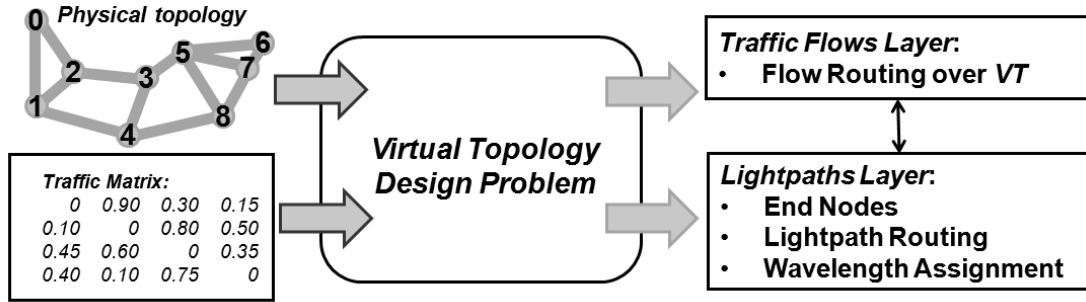 Physical topology
0
1
2
3
4
5
6
7
8
Traffic Matrix:
0 0.90 0.30 0.15
0.10 0 0.80 0.50
0.45 0.60 0 0.35
0.40 0.10 0.75 0
Virtual Topology
Design Problem
Traffic Flows Layer:
• Flow Routing over VT
Lightpaths Layer:
• End Nodes
• Lightpath Routing
• Wavelength Assignment